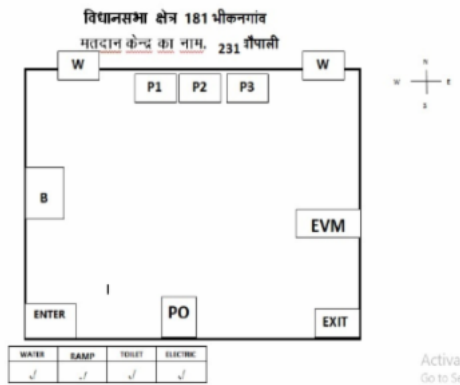 विधानसभा क्षेत्र 181 भीकनगांव
मतदान केन्द्र का नाम. 231 शैपाली
W W
P1 P2 P3
N
W E
S
B
EVM
ENTER PO EXIT
WATER RAMP TOILET ELECTRIC
Activa
Go to Se